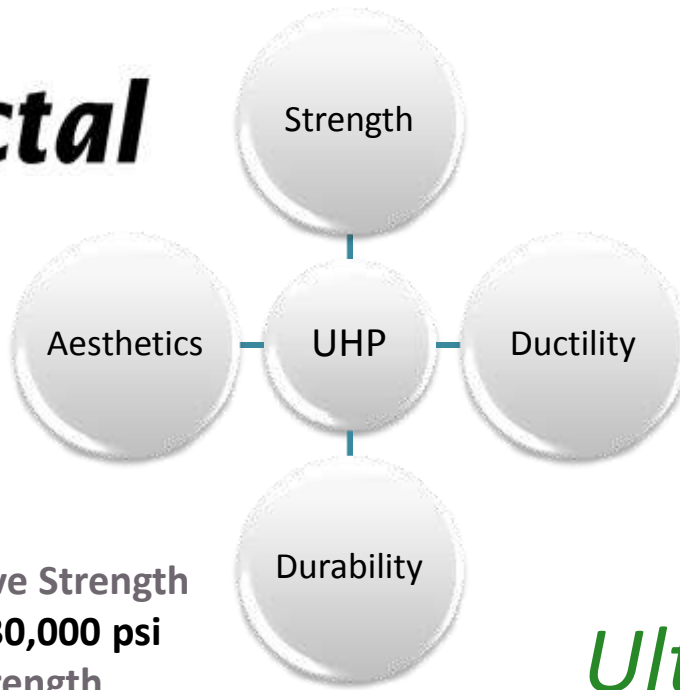 ctal
Strength
Aesthetics
UHP
Ductility
Durability
ve Strength
30,000 psi
rength
Ult